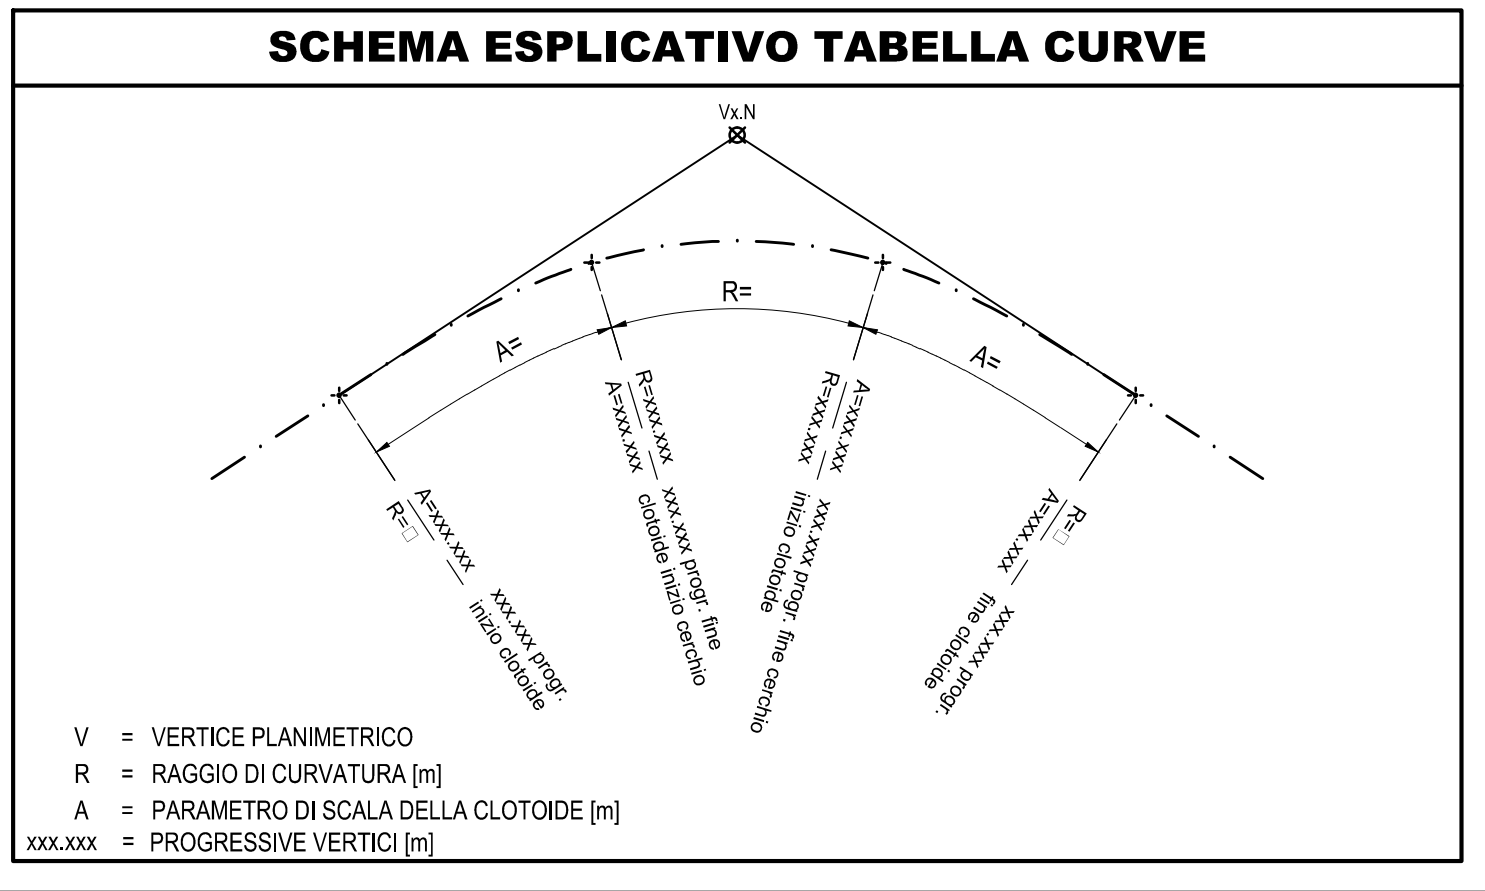 SCHEMA ESPLICATIVO TABELLA CURVE
Vx.N
R=
A=
A=
R=xxx.xxx
A=xxx.xxx
xxx.xxx progr. fine
clotoide inizio cerchio
A=xxx.xxx
R=xxx.xxx
xxx.xxx progr. fine cerchio
inizio clotoide
A=xxx.xxx
R=□
xxx.xxx progr.
inizio clotoide
R=□
A=xxx.xxx
xxx.xxx progr.
fine clotoide
V = VERTICE PLANIMETRICO
R = RAGGIO DI CURVATURA [m]
A = PARAMETRO DI SCALA DELLA CLOTOIDE [m]
xxx.xxx = PROGRESSIVE VERTICI [m]